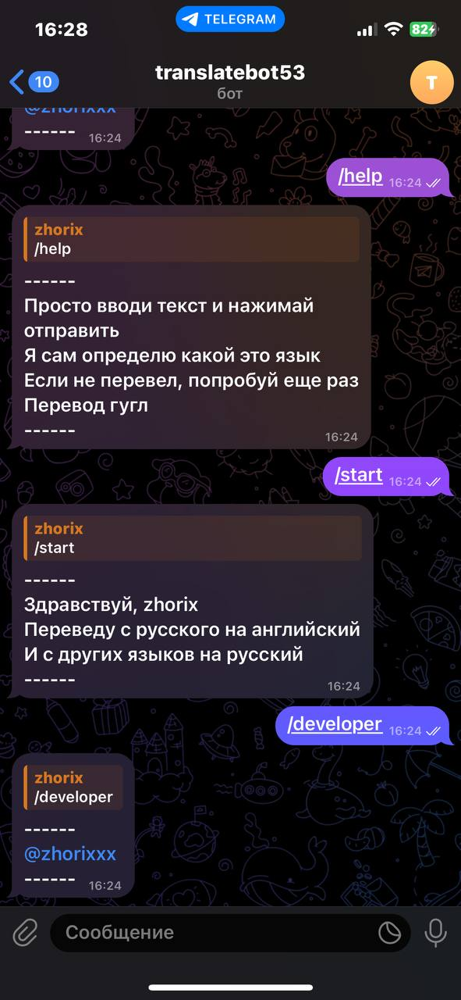 16:28
TELEGRAM
82
10
translatebot53
бот
T
@zhorixxx
------ 16:24
/help 16:24
zhorix
/help
------
Просто вводи текст и нажимай
отправить
Я сам определю какой это язык
Если не перевел, попробуй еще раз
Перевод гугл
------
16:24
/start 16:24
zhorix
/start
------
Здравствуй, zhorix
Переведу с русского на английский
И с других языков на русский
------
16:24
/developer 16:24
zhorix
/developer
------
@zhorixxx
------ 16:24
Сообщение